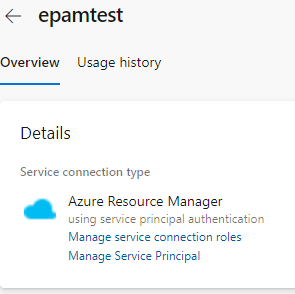 epamtest
Overview Usage history
Details
Service connection type
Azure Resource Manager
using service principal authentication
Manage service connection roles
Manage Service Principal